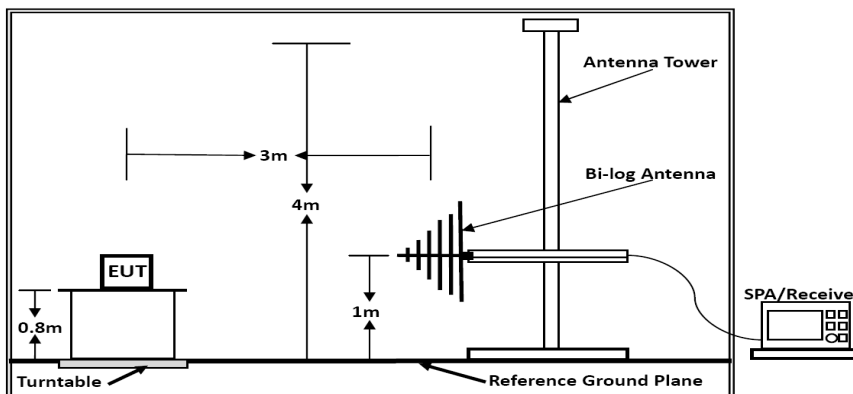 Antenna Tower
3m
Bi-log Antenna
4m
EUT
SPA/Receive
0.8m
1m
Turntable
Reference Ground Plane